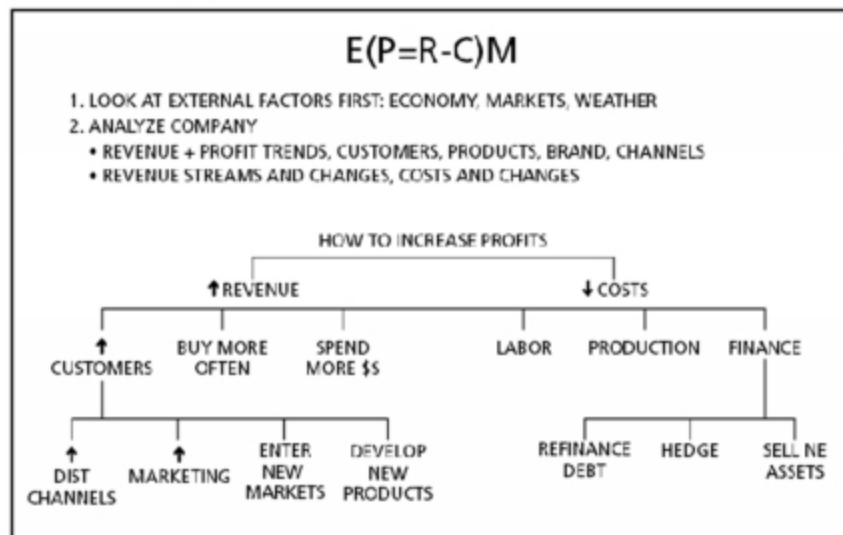 E(P=R-C)M
1. LOOK AT EXTERNAL FACTORS FIRST: ECONOMY, MARKETS, WEATHER
2. ANALYZE COMPANY
• REVENUE + PROFIT TRENDS, CUSTOMERS, PRODUCTS, BRAND, CHANNELS
• REVENUE STREAMS AND CHANGES, COSTS AND CHANGES
HOW TO INCREASE PROFITS
↑REVENUE ↓COSTS
↑ CUSTOMERS
BUY MORE
OFTEN
SPEND
MORE $S
LABOR
PRODUCTION
FINANCE
↑ DIST
CHANNELS
↑ MARKETING
ENTER
NEW
MARKETS
DEVELOP
NEW
PRODUCTS
REFINANCE
DEBT
HEDGE
SELL NE
ASSETS